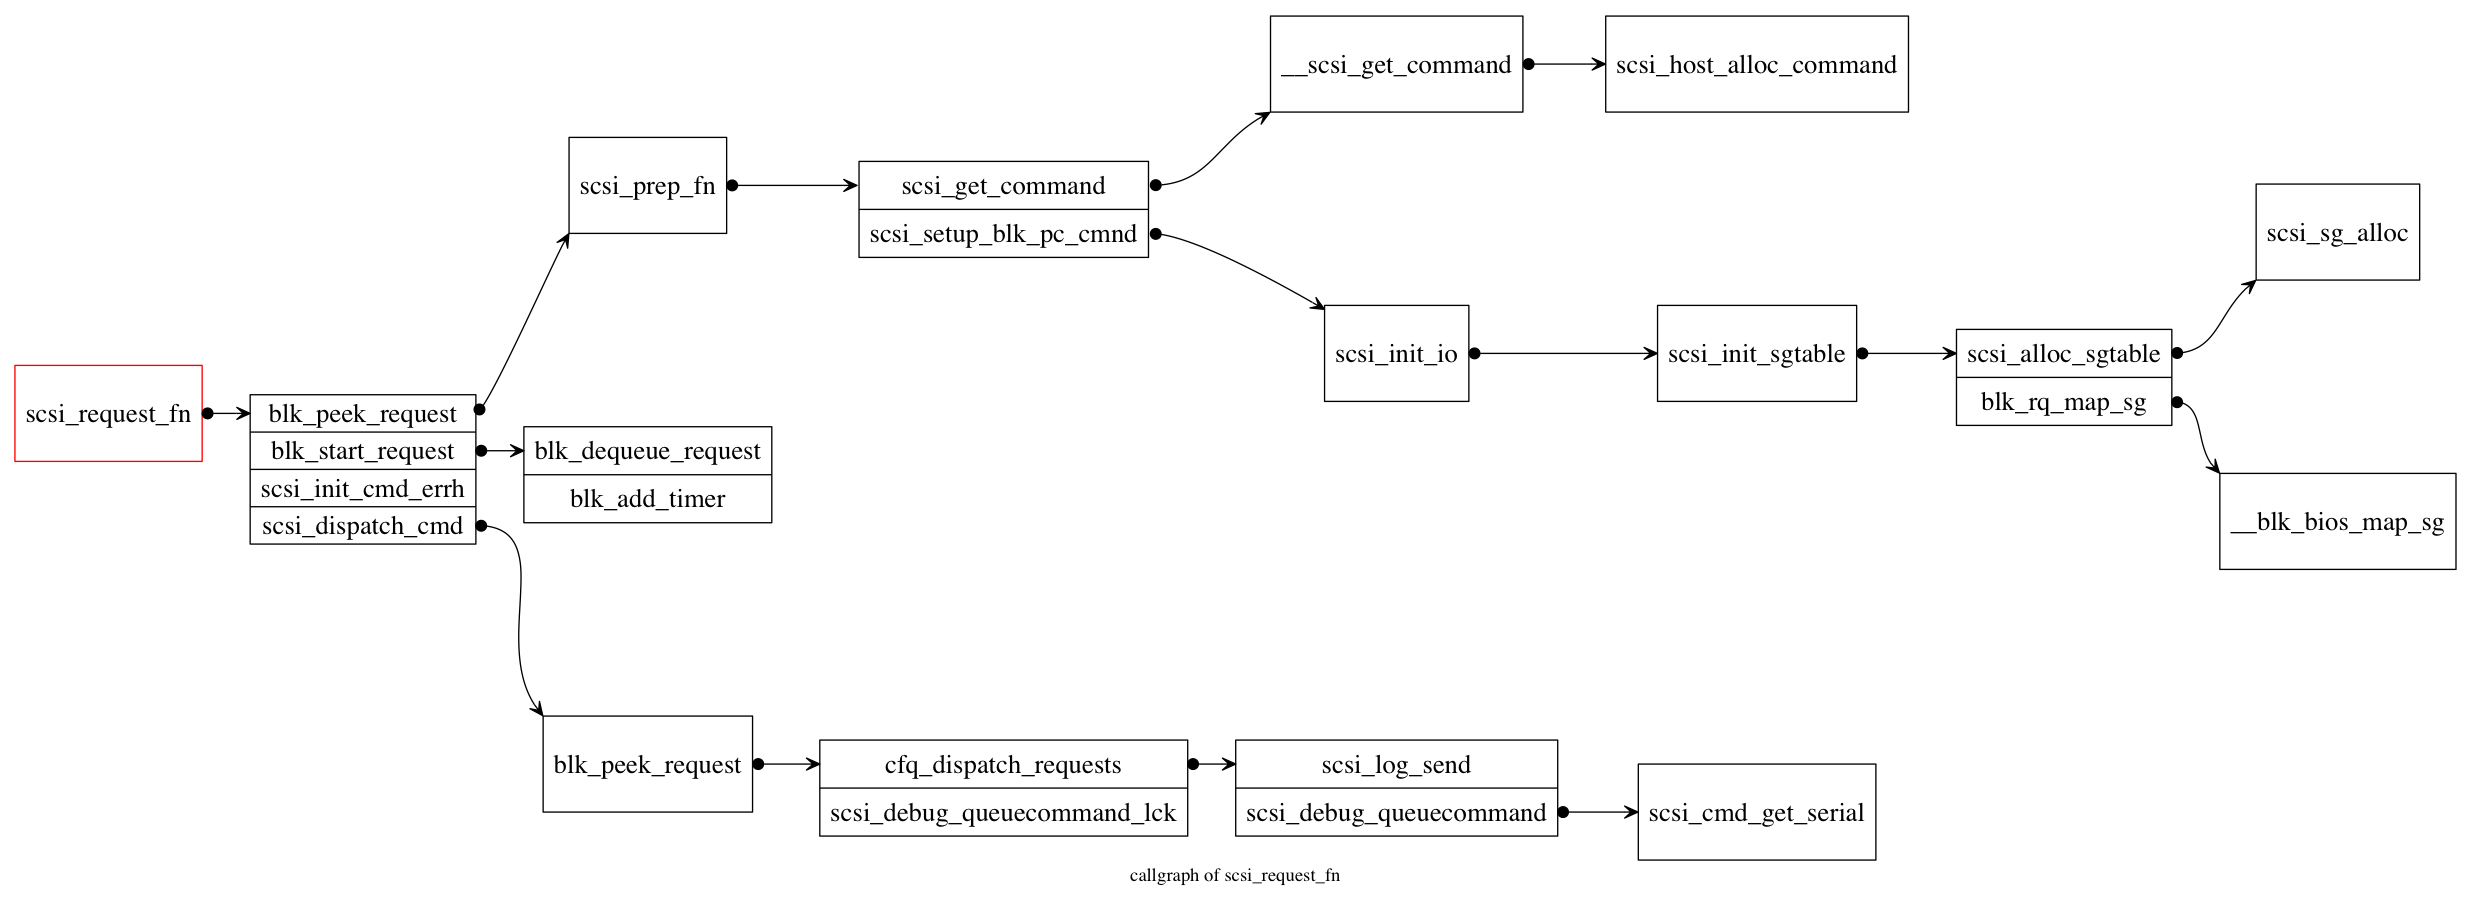 __scsi_get_command
scsi_host_alloc_command
scsi_prep_fn
scsi_get_command
scsi_setup_blk_pc_cmnd
scsi_sg_alloc
scsi_init_io
scsi_init_sgtable
scsi_alloc_sgtable
blk_rq_map_sg
scsi_request_fn
blk_peek_request
blk_start_request
scsi_init_cmd_errh
scsi_dispatch_cmd
blk_dequeue_request
blk_add_timer
__blk_bios_map_sg
blk_peek_request
cfq_dispatch_requests
scsi_debug_queuecommand_lck
scsi_log_send
scsi_debug_queuecommand
scsi_cmd_get_serial
callgraph of scsi_request_fn